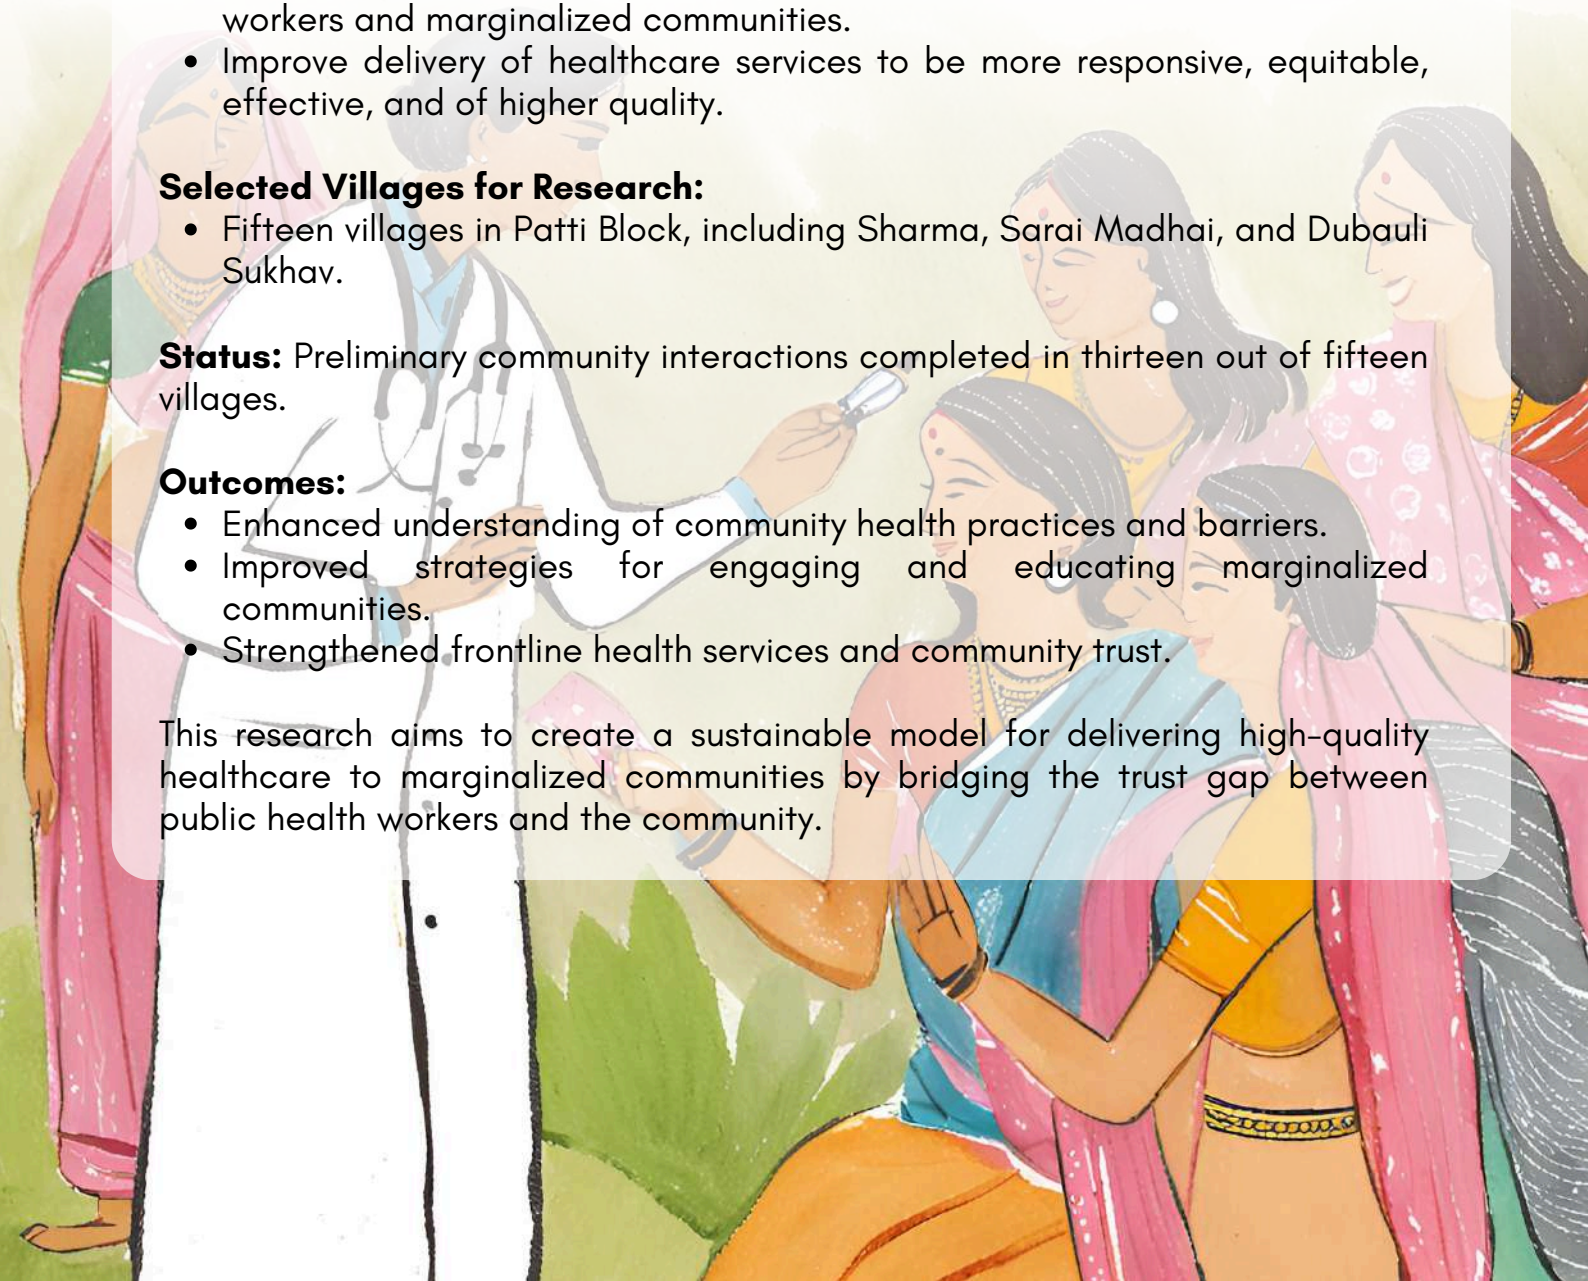 workers and marginalized communities.
• Improve delivery of healthcare services to be more responsive, equitable,
effective, and of higher quality.
Selected Villages for Research:
• Fifteen villages in Patti Block, including Sharma, Sarai Madhai, and Dubauli
Sukhav.
Status: Preliminary community interactions completed in thirteen out of fifteen
villages.
Outcomes:
• Enhanced understanding of community health practices and barriers.
• Improved strategies for engaging and educating marginalized
communities.
• Strengthened frontline health services and community trust.
This research aims to create a sustainable model for delivering high-quality
healthcare to marginalized communities by bridging the trust gap between
public health workers and the community.